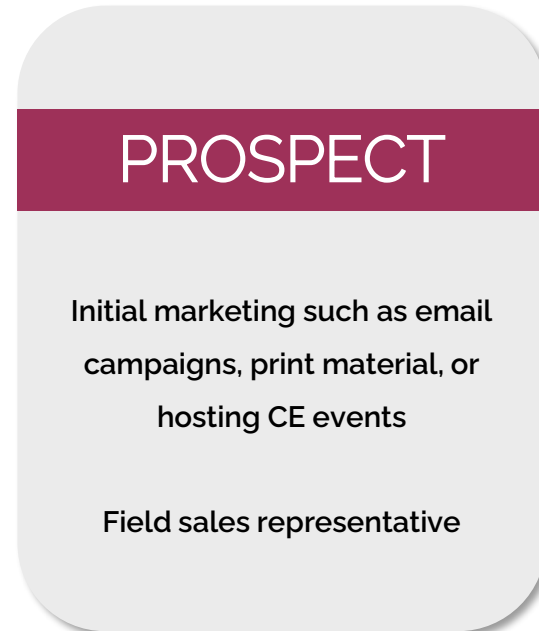 PROSPECT
Initial marketing such as email
campaigns, print material, or
hosting CE events
Field sales representative